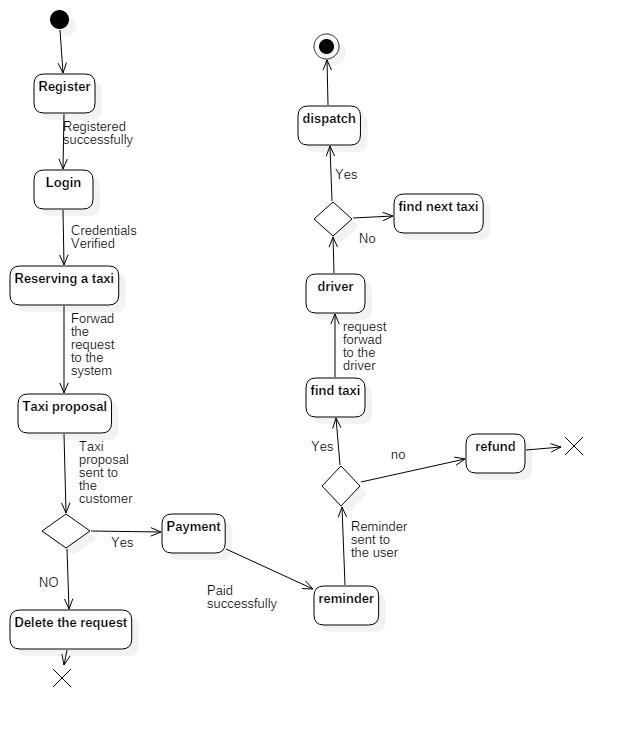 Register
Registered
successfully
Login
Credentials
Verified
Reserving a taxi
Forwad
the
request
to the
system
Taxi proposal
Taxi
proposal
sent to
the
customer
Yes
NO
Delete the request
Payment
Paid
successfully
reminder
Reminder
sent to
the user
no
refund
Yes
find taxi
request
forwad
to the
driver
driver
No
find next taxi
Yes
dispatch